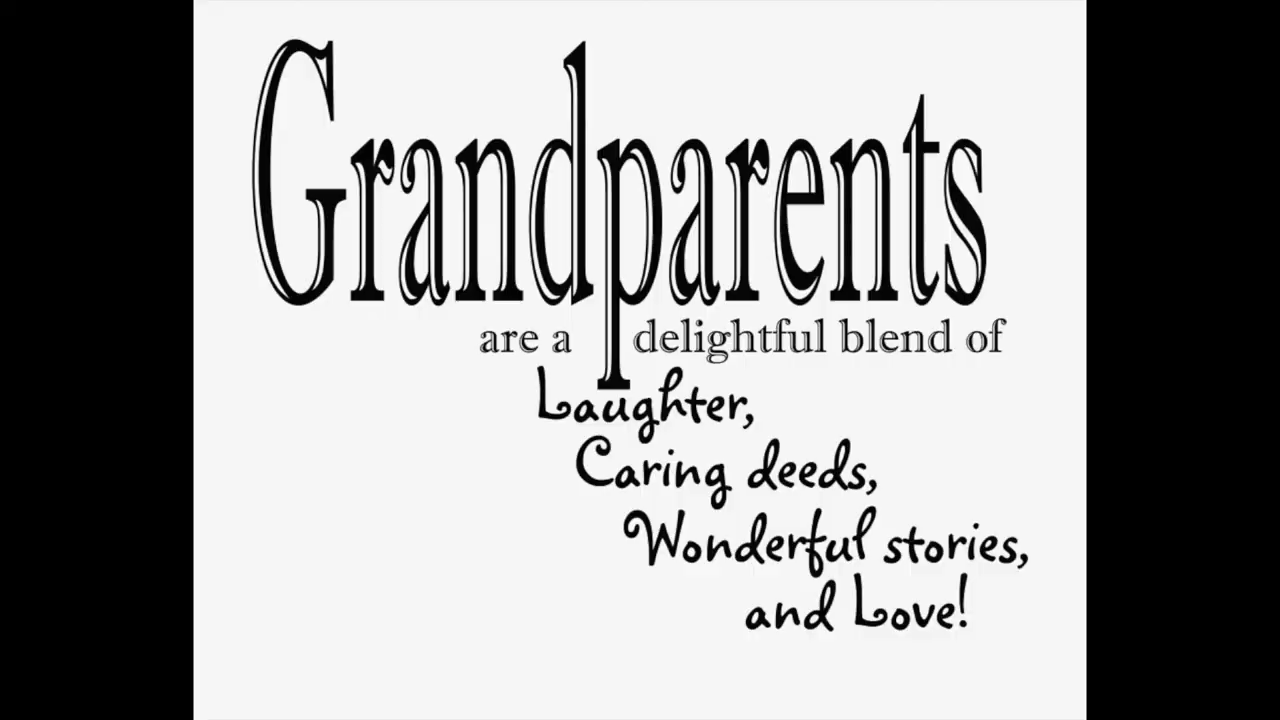 Grandparents
are a delightful blend of
Laughter,
Caring deeds,
Wonderful stories,
and Love!